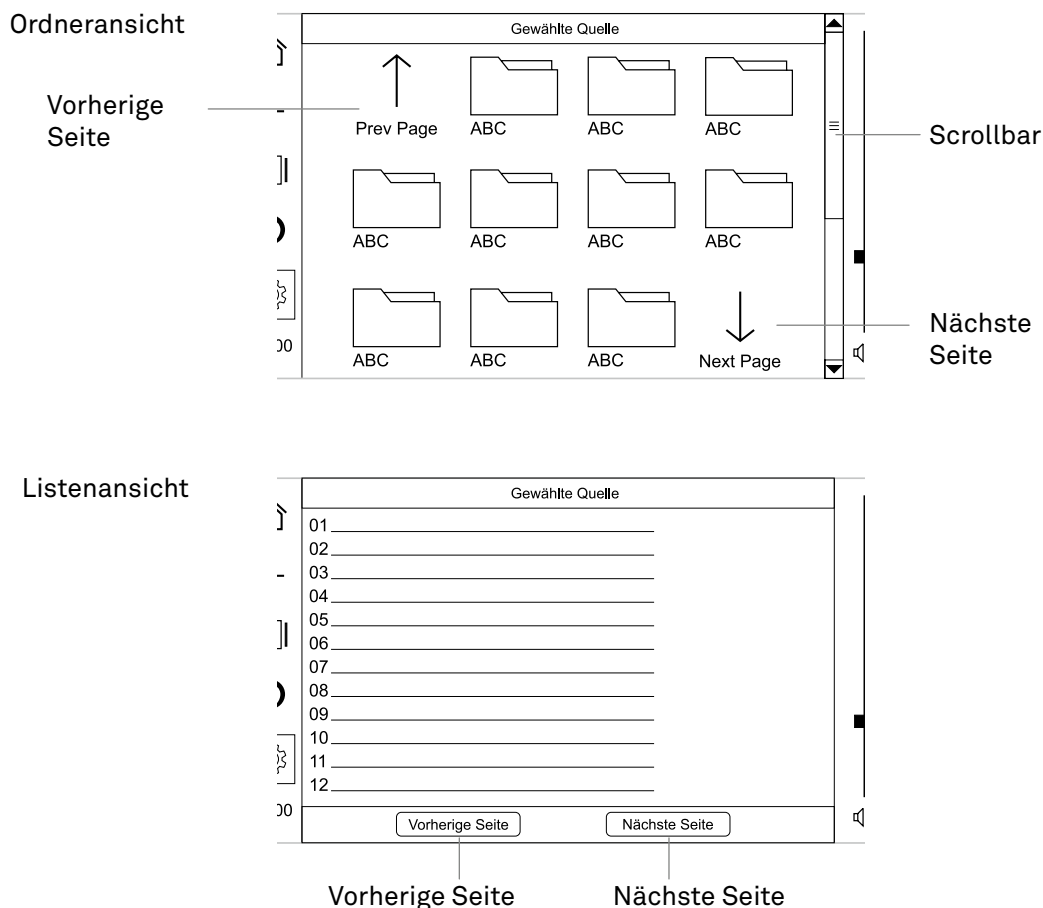 Ordneransicht
Gewählte Quelle
Vorherige
Seite
Prev Page
ABC
ABC
ABC
Scrollbar
ABC
ABC
ABC
ABC
ABC
ABC
ABC
Next Page
Nächste
Seite
00
Listenansicht
Gewählte Quelle
01
02
03
04
05
06
07
08
09
10
11
12
00
Vorherige Seite
Nächste Seite
Vorherige Seite
Nächste Seite